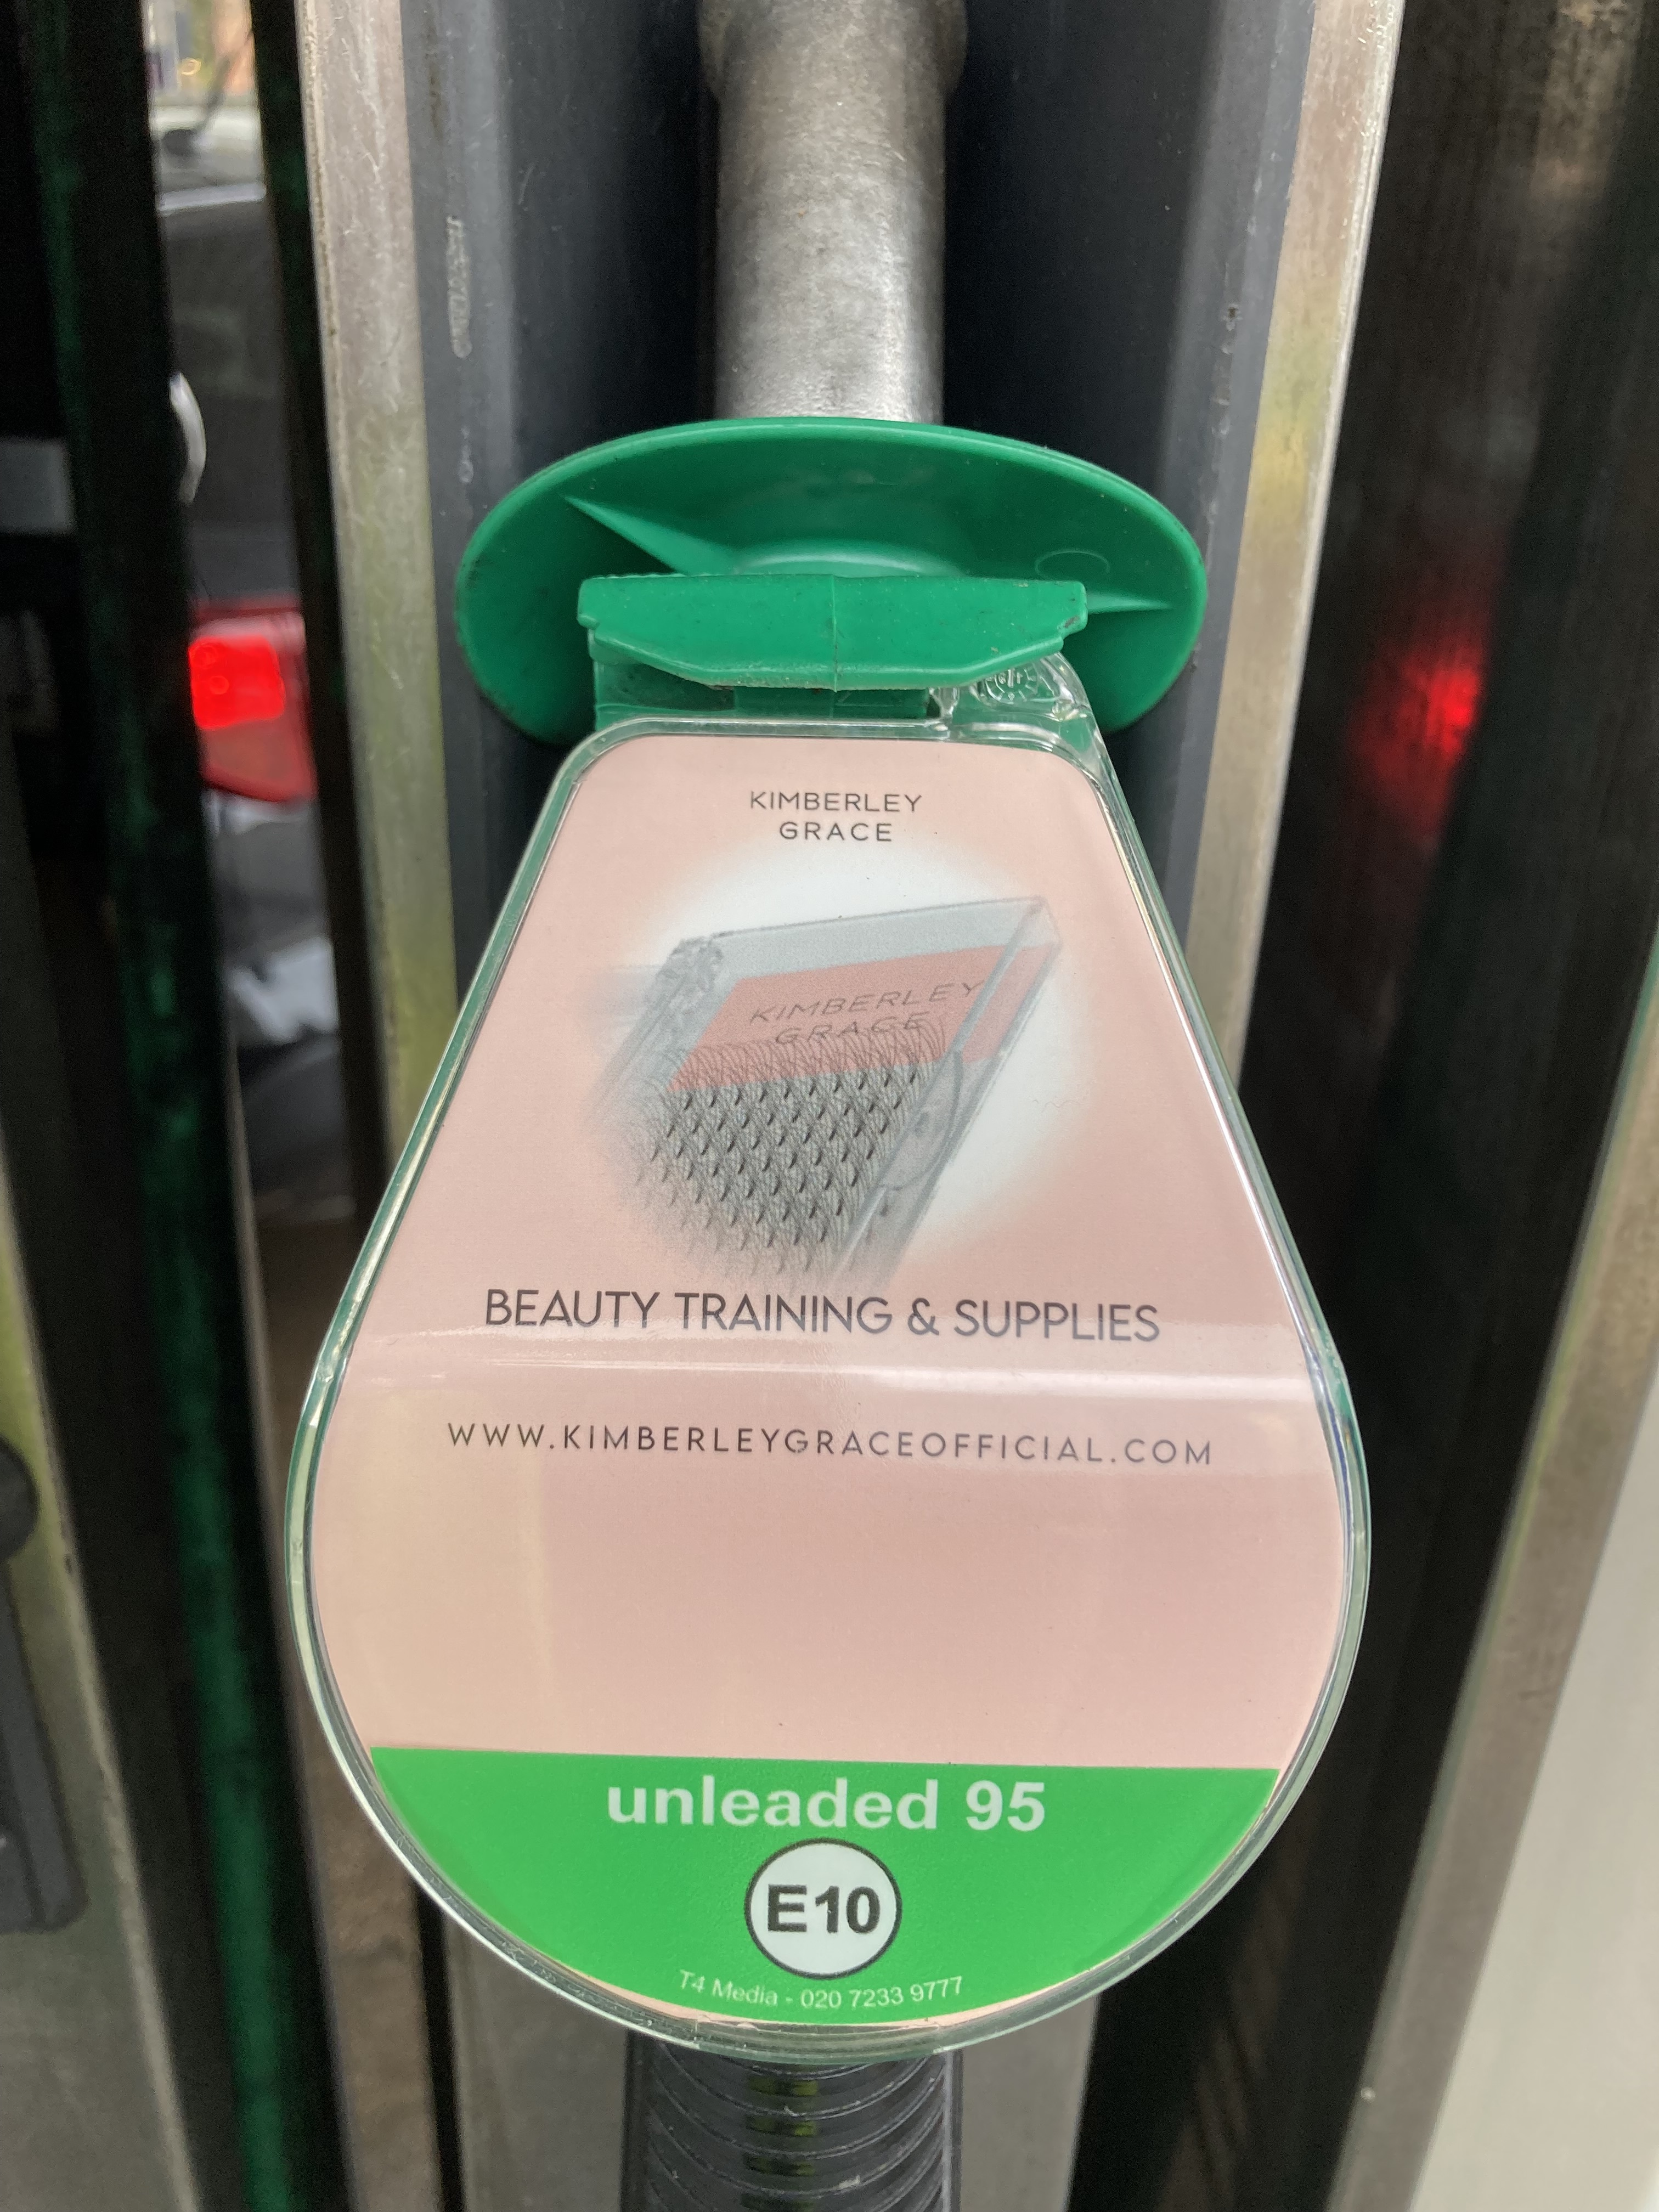 KIMBERLEY
GRACE
KIMBERLEY
GRACE
BEAUTY TRAINING & SUPPLIES
WWW.KIMBERLEYGRACEOFFICIAL.COM
unleaded 95
E10
T4 Media - 020 7233 9777